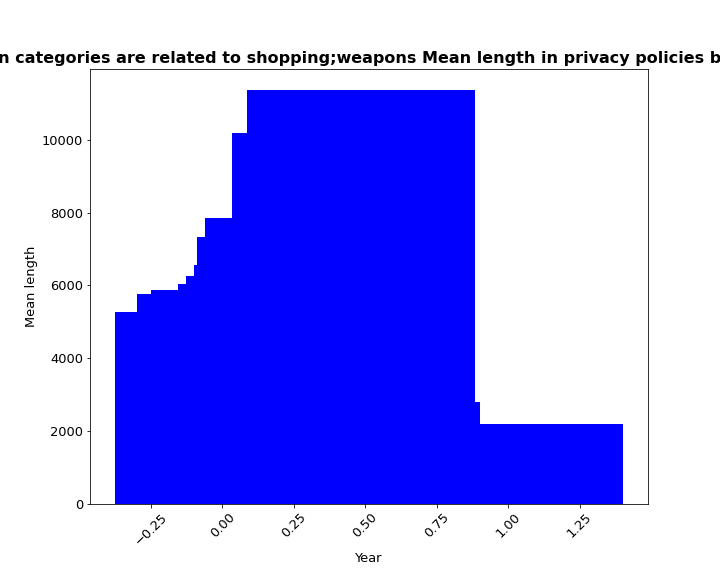 n categories are related to shopping;weapons Mean length in privacy policies b
10000
8000
6000
4000
2000
0
Mean length
−0.25 0.00 0.25 0.50 0.75 1.00 1.25
Year